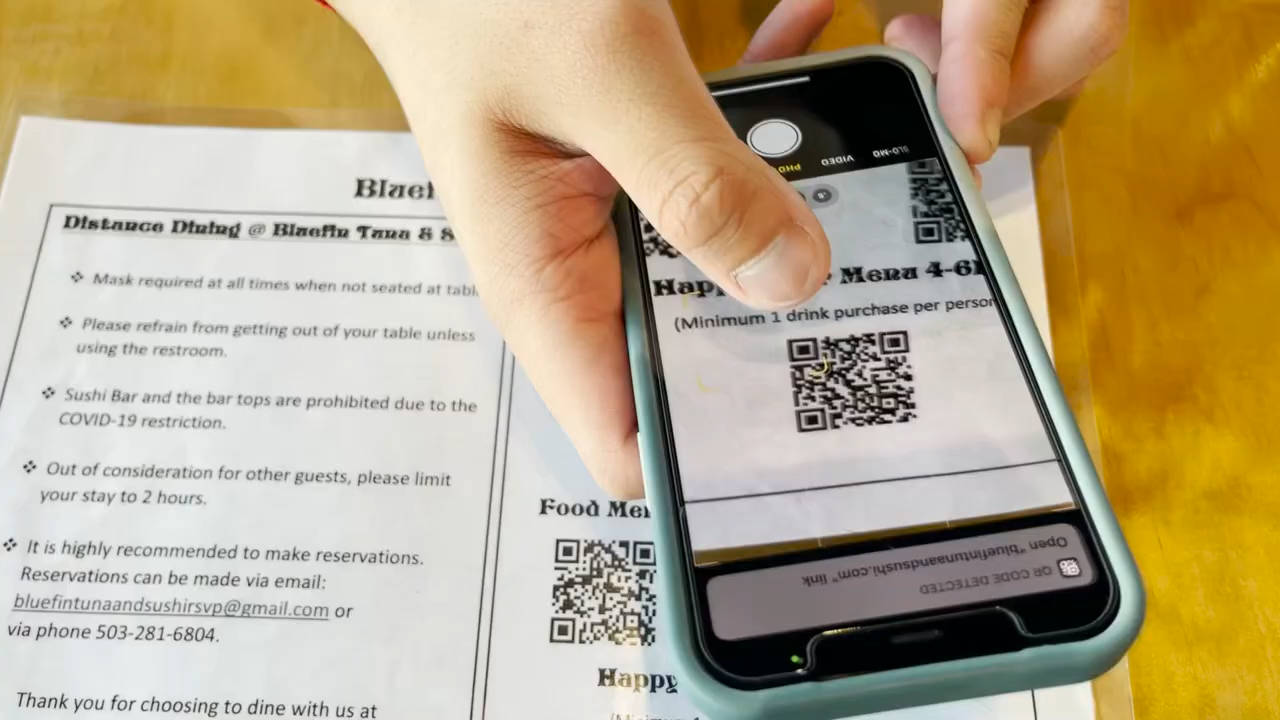 Distance Dining @ Bluefin Tuna &
❖ Mask required at all times when not seated at
❖ Please refrain from getting out of your table unless
using the restroom.
❖ Sushi Bar and the bar tops are prohibited due to the
COVID-19 restriction.
❖ Out of consideration for other guests, please limit
your stay to 2 hours.
❖ It is highly recommended to make reservations.
Reservations can be made via email:
bluefintunaandsushirsvp@gmail.com or
via phone 503-281-6804.
Thank you for choosing to dine with us at
Food
Happy
VIDEO
SLO-MO
Menu 4-6
(Minimum 1 drink purchase per person
QR CODE DETECTED
Open "bluefintunaandsushi.com" link